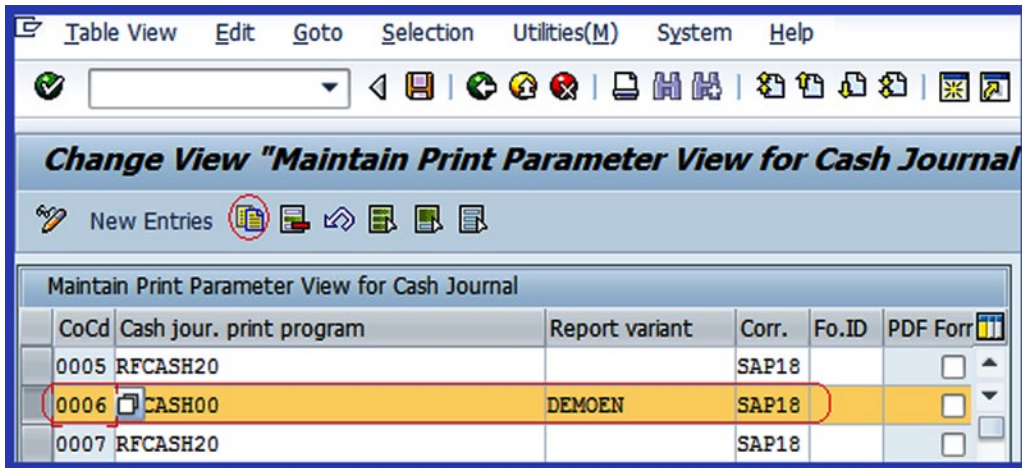 Table View Edit Goto Selection Utilities(M) System Help
Change View "Maintain Print Parameter View for Cash Journal
New Entries
Maintain Print Parameter View for Cash Journal
CoCd Cash jour. print program Report variant Corr. Fo.ID PDF Forr
0005 RFCASH20 SAP18
0006 CASH00 DEMOEN SAP18
0007 RFCASH20 SAP18